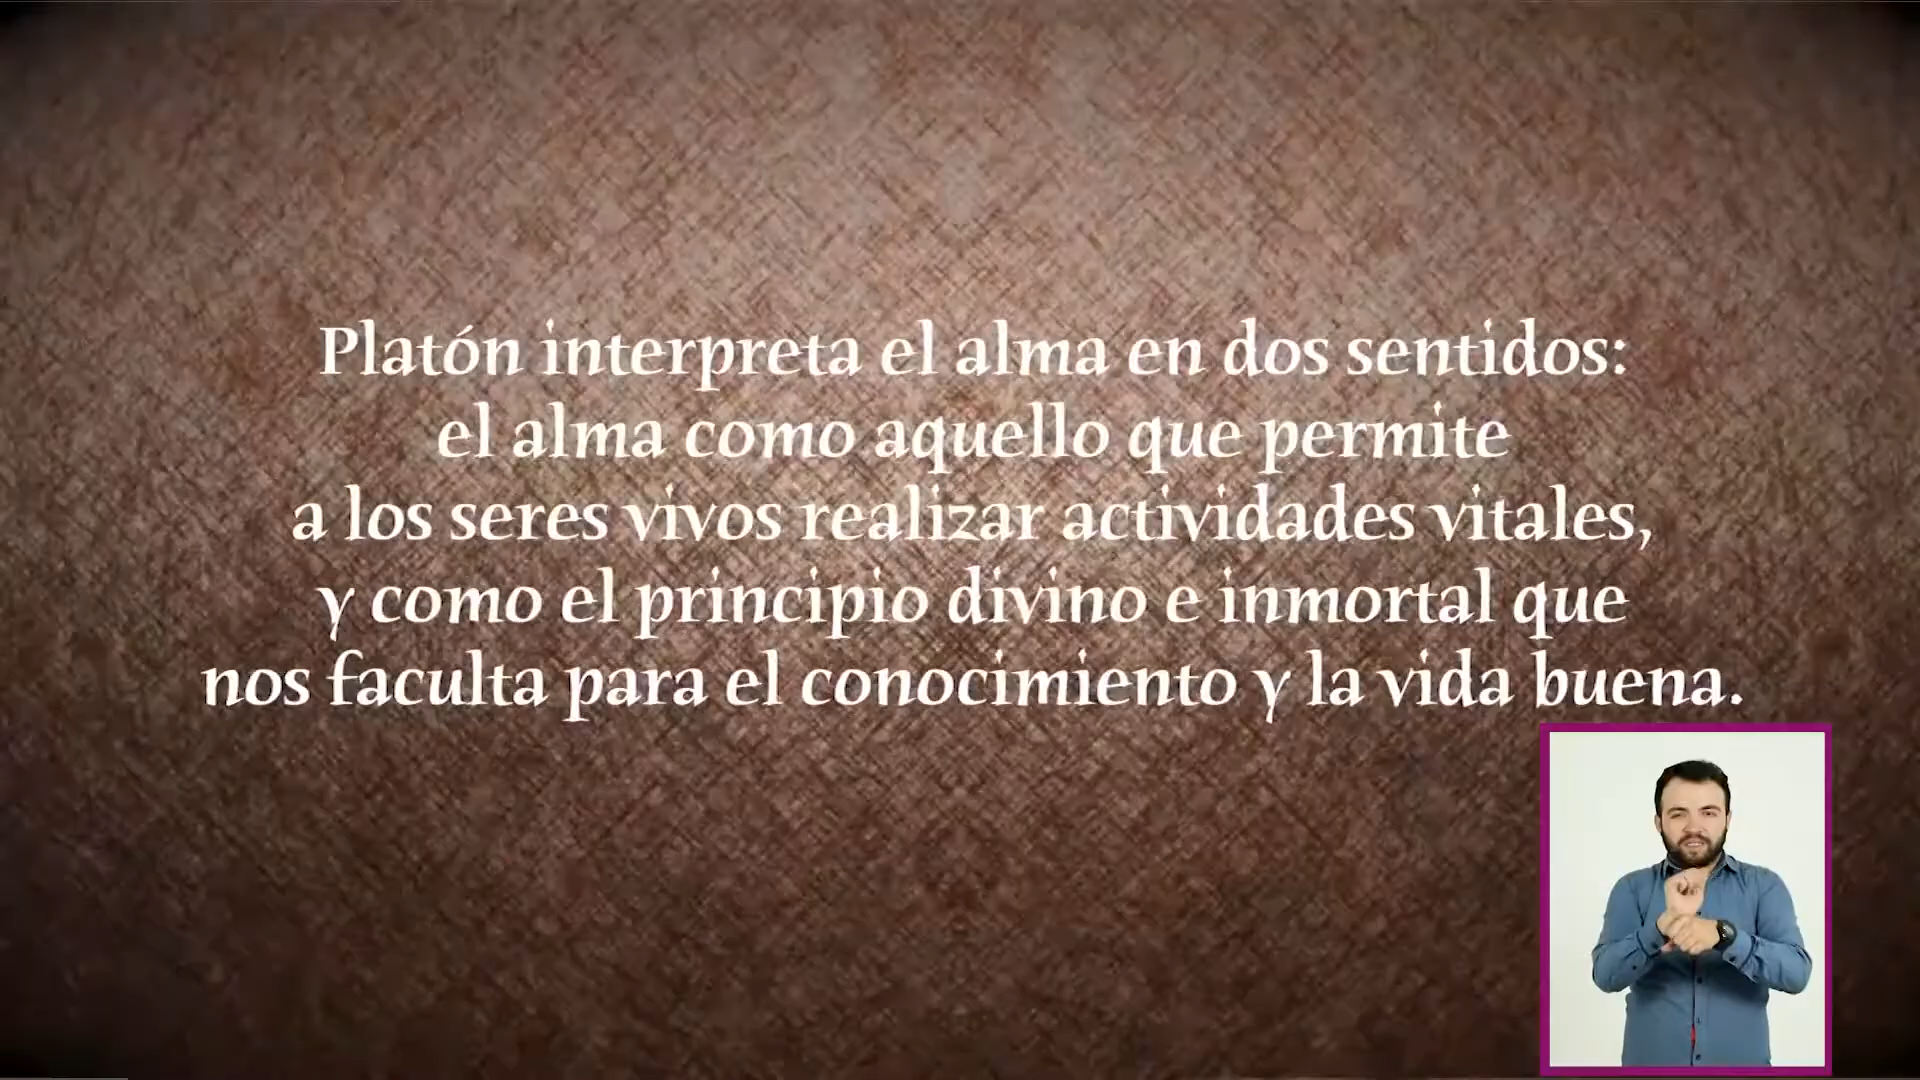 Platón interpreta el alma en dos sentidos:
el alma como aquello que permite
a los seres vivos realizar actividades vitales,
y como el principio divino e inmortal que
nos faculta para el conocimiento y la vida buena.